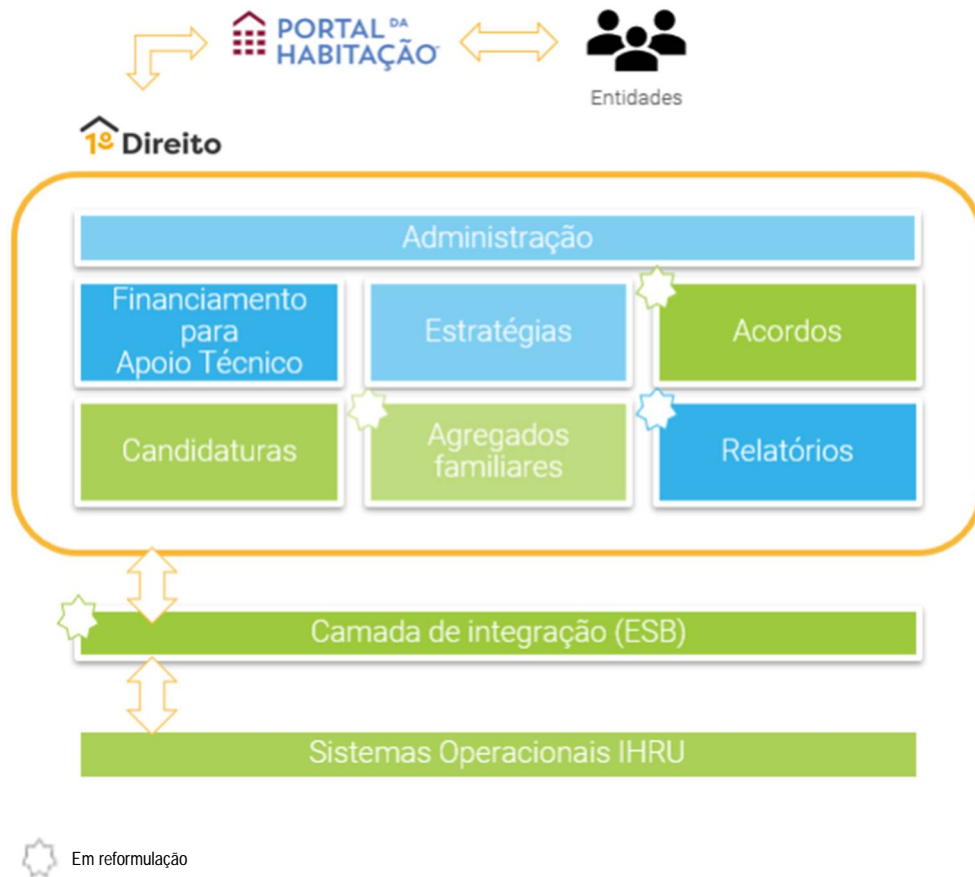 PORTAL DA
HABITAÇÃO
Entidades
1º Direito
Administração
Financiamento
para
Apoio Técnico
Estratégias
Acordos
Candidaturas
Agregados
familiares
Relatórios
Camada de integração (ESB)
Sistemas Operacionais IHRU
Em reformulação